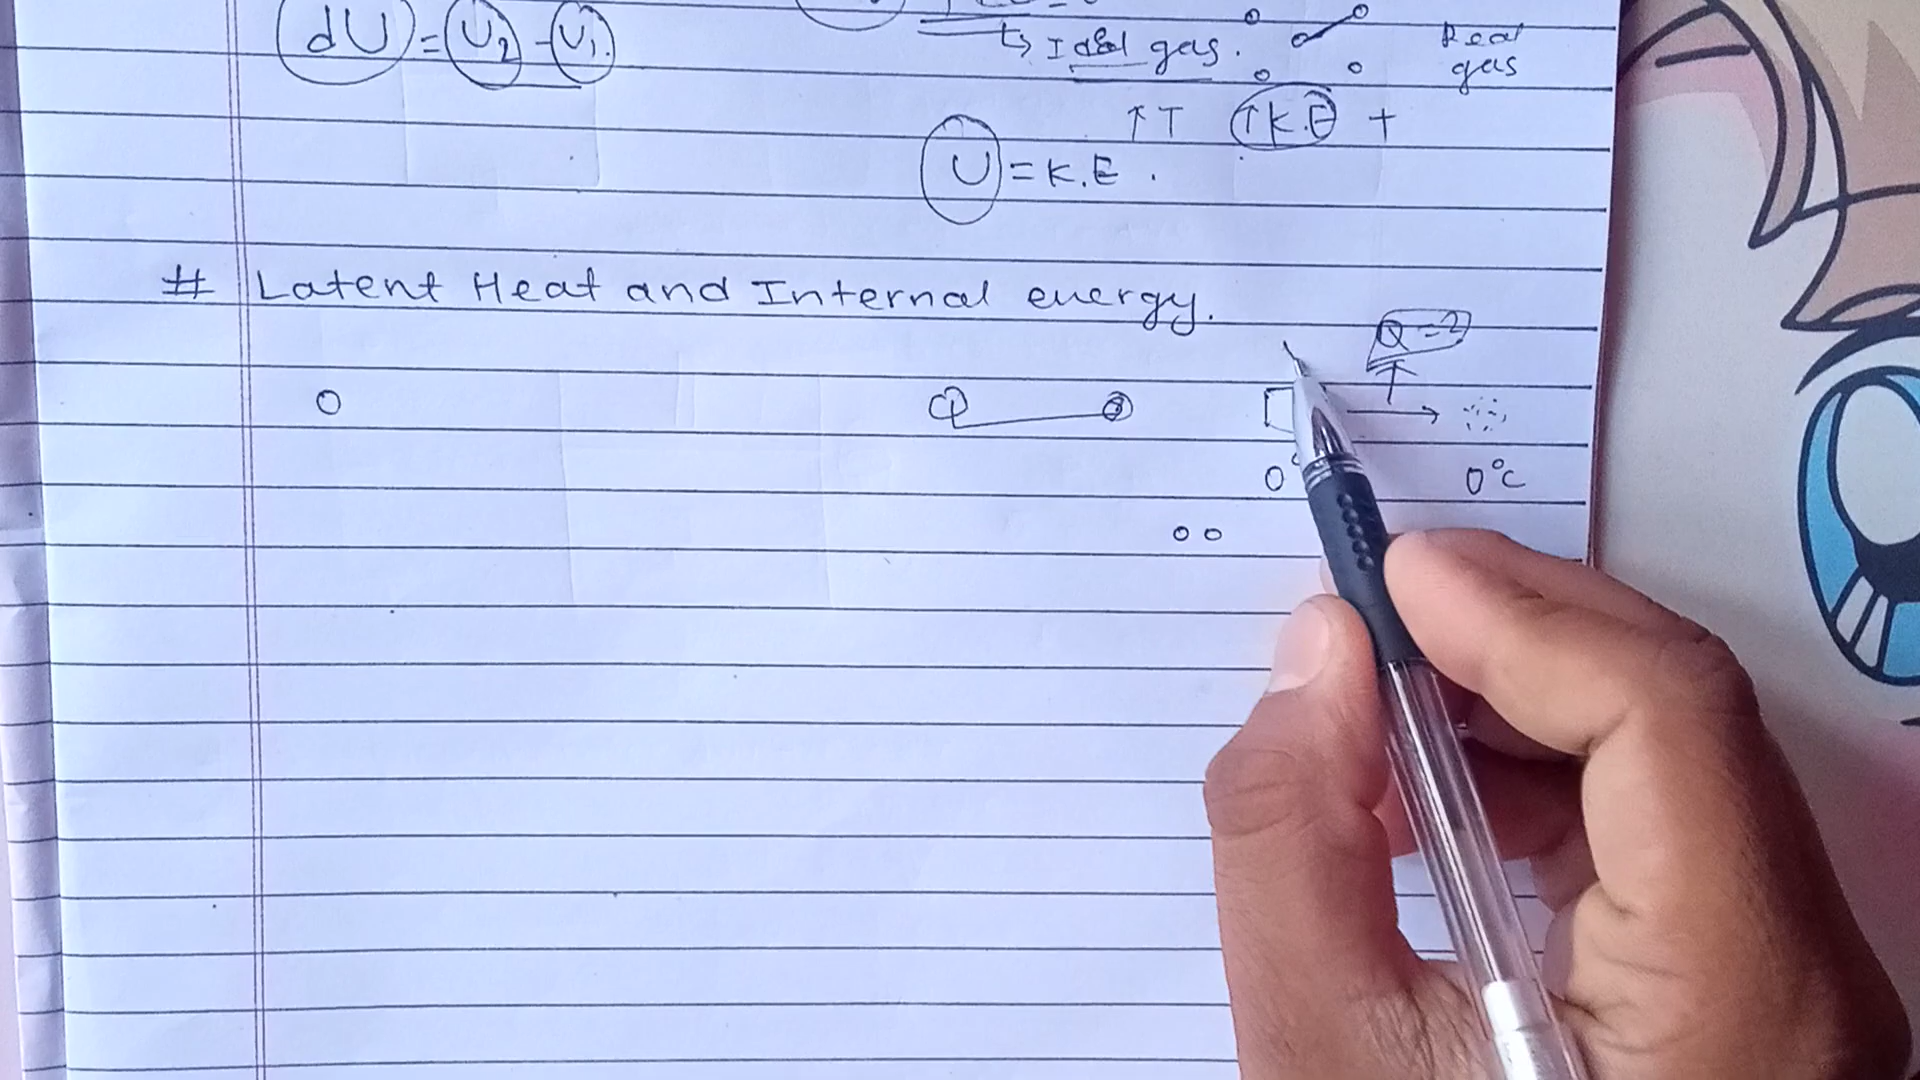 dU = U₂ - U₁.
↳ Ideal gas.
Real gas
↑T ↑K.E +
U = K.E.
# Latent Heat and Internal energy.
Q = ?
0° 0°C